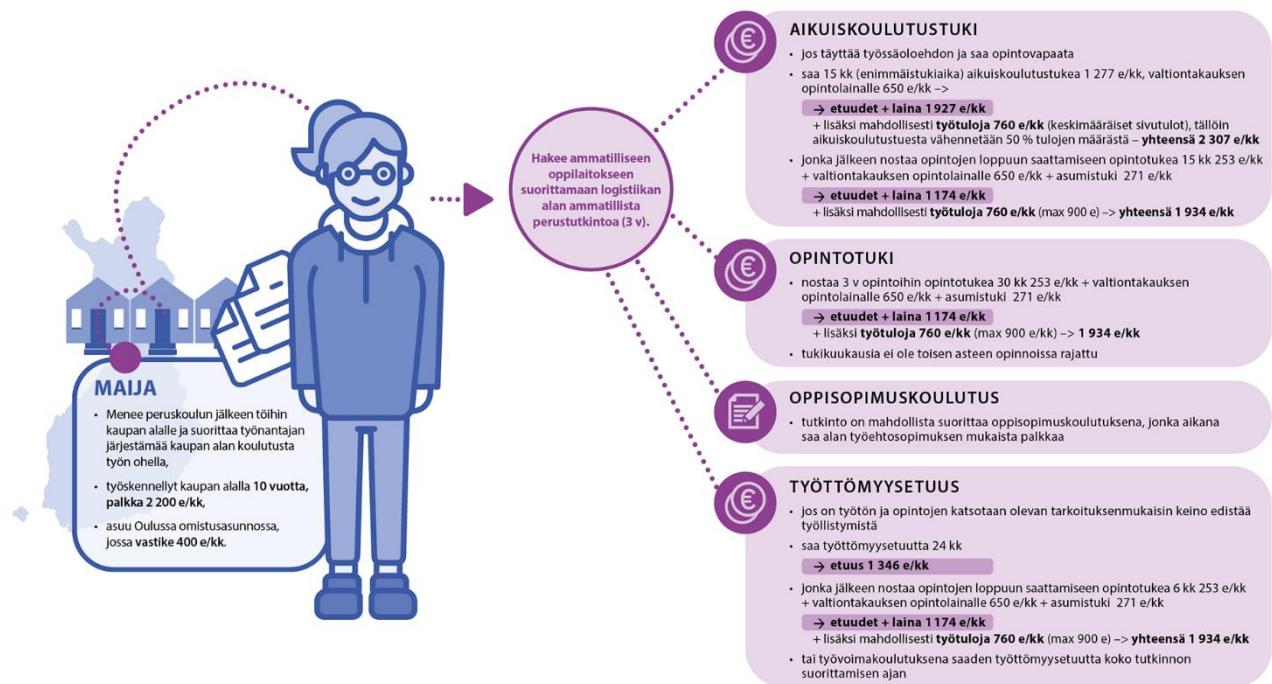 MAIJA
• Menee peruskoulun jälkeen töihin
kaupan alalle ja suorittaa työnantajan
järjestämää kaupan alan koulutusta
työn ohella,
• työskennellyt kaupan alalla 10 vuotta,
palkka 2 200 e/kk,
• asuu Oulussa omistusasunnossa,
jossa vastike 400 e/kk.
Hakee ammatilliseen
oppilaitokseen
suorittamaan logistiikan
alan ammatillista
perustutkintoa (3 v).
AIKUISKOULUTUSTUKI
• jos täyttää työssäoloehdon ja saa opintovapaata
• saa 15 kk (enimmäistukiaika) aikuiskoulutustukea 1 277 e/kk, valtiontakauksen
opintolainalle 650 e/kk –>
→ etuudet + laina 1 927 e/kk
+ lisäksi mahdollisesti työtuloja 760 e/kk (keskimääräiset sivutulot), tällöin
aikuiskoulutustuesta vähennetään 50 % tulojen määrästä – yhteensä 2 307 e/kk
• jonka jälkeen nostaa opintojen loppuun saattamiseen opintotukea 15 kk 253 e/kk
+ valtiontakauksen opintolainalle 650 e/kk + asumistuki 271 e/kk
→ etuudet + laina 1 174 e/kk
+ lisäksi mahdollisesti työtuloja 760 e/kk (max 900 e) –> yhteensä 1 934 e/kk
OPINTOTUKI
• nostaa 3 v opintoihin opintotukea 30 kk 253 e/kk + valtiontakauksen
opintolainalle 650 e/kk + asumistuki 271 e/kk
→ etuudet + laina 1 174 e/kk
+ lisäksi työtuloja 760 e/kk (max 900 e/kk) –> 1 934 e/kk
• tukikuukausia ei ole toisen asteen opinnoissa rajattu
OPPISOPIMUSKOULUTUS
• tutkinto on mahdollista suorittaa oppisopimuskoulutuksena, jonka aikana
saa alan työehtosopimuksen mukaista palkkaa
TYÖTTÖMYYSETUUS
• jos on työtön ja opintojen katsotaan olevan tarkoituksenmukaisin keino edistää
työllistymistä
• saa työttömyysetuutta 24 kk
→ etuus 1 346 e/kk
• jonka jälkeen nostaa opintojen loppuun saattamiseen opintotukea 6 kk 253 e/kk
+ valtiontakauksen opintolainalle 650 e/kk + asumistuki 271 e/kk
→ etuudet + laina 1 174 e/kk
+ lisäksi mahdollisesti työtuloja 760 e/kk (max 900 e) –> yhteensä 1 934 e/kk
• tai työvoimakoulutuksena saaden työttömyysetuutta koko tutkinnon
suorittamisen ajan